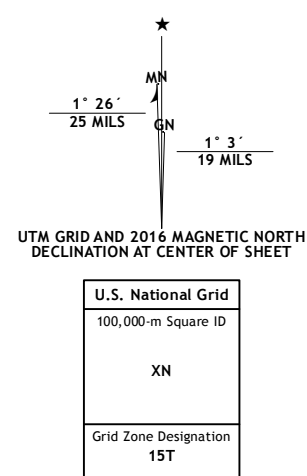 ★
MN
1° 26´
25 MILS
GN
1° 3´
19 MILS
UTM GRID AND 2016 MAGNETIC NORTH
DECLINATION AT CENTER OF SHEET
U.S. National Grid
100,000-m Square ID
XN
Grid Zone Designation
15T